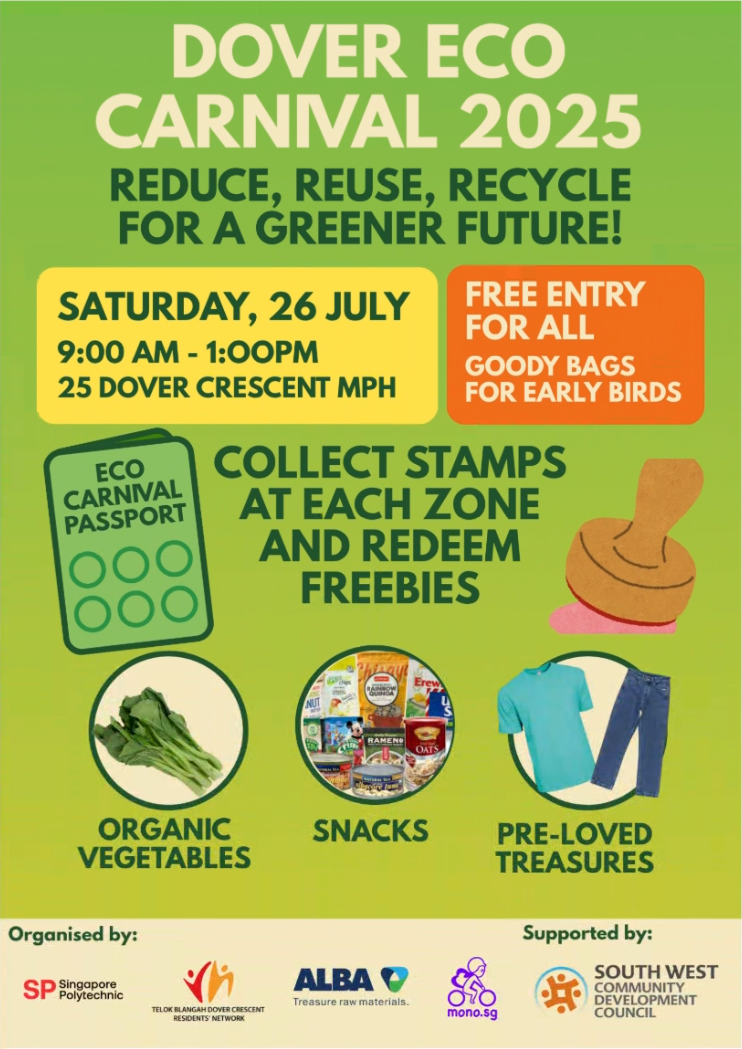 DOVER ECO
CARNIVAL 2025
REDUCE, REUSE, RECYCLE
FOR A GREENER FUTURE!
SATURDAY, 26 JULY
9:00 AM - 1:OOPM
25 DOVER CRESCENT MPH
FREE ENTRY
FOR ALL
GOODY BAGS
FOR EARLY BIRDS
ECO
CARNIVAL
PASSPORT
COLLECT STAMPS
AT EACH ZONE
AND REDEEM
FREEBIES
RAINBOW
QUINOA
RAMEN
OATS
ORGANIC
VEGETABLES
SNACKS
PRE-LOVED
TREASURES
Organised by:
Supported by:
SP Singapore
Polytechnic
TELOK BLANGAH DOVER CRESCENT
RESIDENTS' NETWORK
ALBA
Treasure raw materials.
mono.sg
SOUTH WEST
COMMUNITY
DEVELOPMENT
COUNCIL